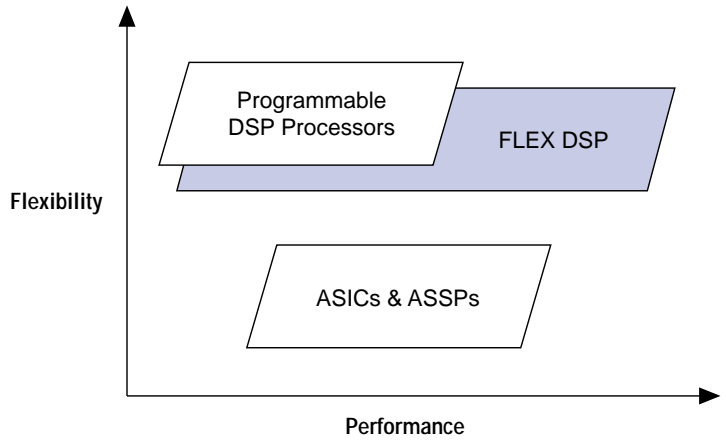 Programmable
DSP Processors
FLEX DSP
Flexibility
ASICs & ASSPs
Performance